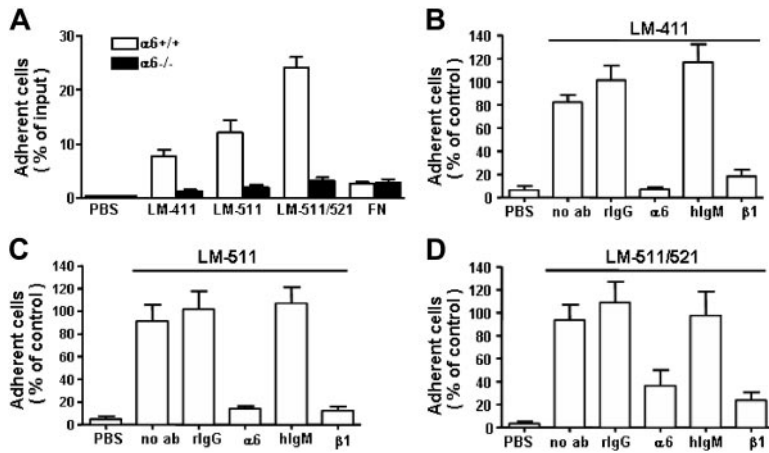 A
α6+/+
α6-/-
Adherent cells
( % of input)
30
20
10
0
PBS LM-411 LM-511 LM-511/521 FN
B
LM-411
Adherent cells
( % of control)
140
120
100
80
60
40
20
0
PBS no ab rIgG α6 hIgM β1
C
LM-511
Adherent cells
( % of control)
140
120
100
80
60
40
20
0
PBS no ab rIgG α6 hIgM β1
D
LM-511/521
Adherent cells
( % of control)
140
120
100
80
60
40
20
0
PBS no ab rIgG α6 hIgM β1